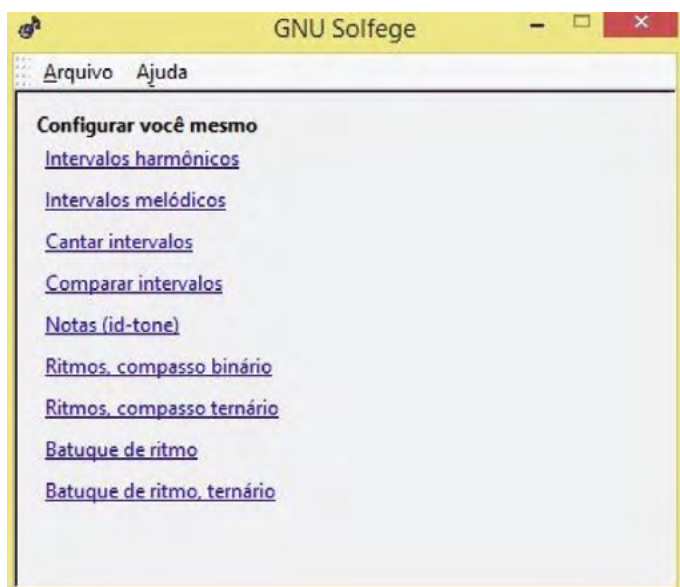 GNU Solfege
Arquivo Ajuda
Configurar você mesmo
Intervalos harmônicos
Intervalos melódicos
Cantar intervalos
Comparar intervalos
Notas (id-tone)
Ritmos, compasso binário
Ritmos, compasso ternário
Batuque de ritmo
Batuque de ritmo, ternário